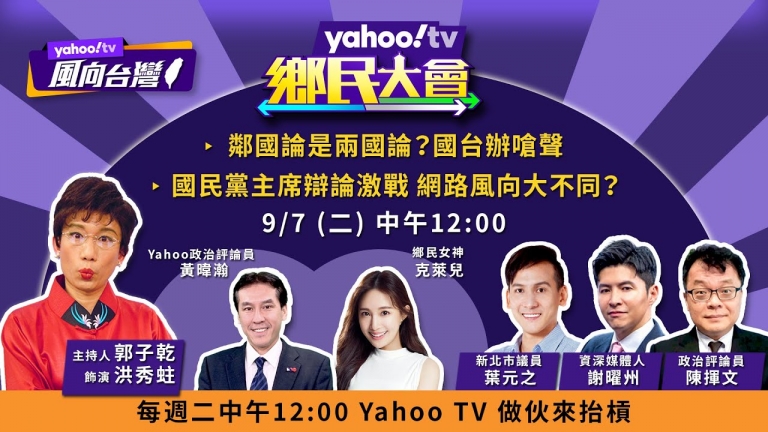 yahoo!tv
風向台灣
yahoo!tv
鄉民大會
鄰國論是兩國論？國台辦嗆聲
國民黨主席辯論激戰 網路風向大不同？
9/7 (二) 中午12:00
Yahoo政治評論員
黃暐瀚
鄉民女神
克萊兒
主持人 郭子乾
飾演 洪秀蛀
新北市議員
葉元之
資深媒體人
謝曜州
政治評論員
陳揮文
每週二中午12:00 Yahoo TV 做伙來抬槓